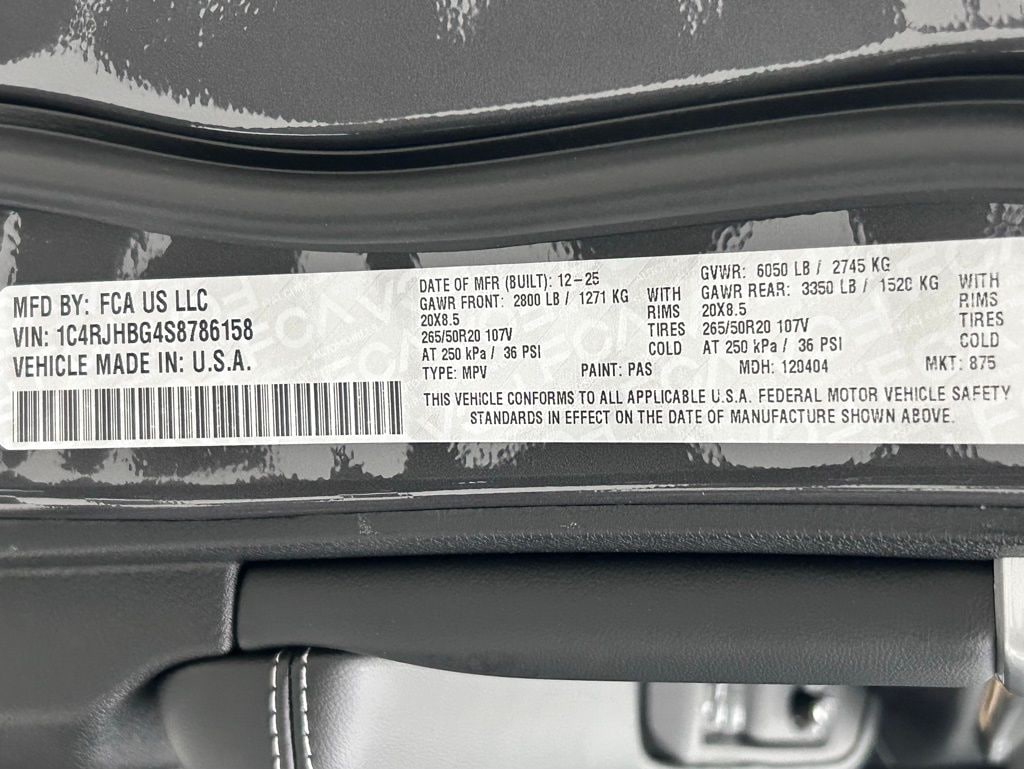 MFD BY: FCA US LLC
VIN: 1C4RJHBG4S8786158
VEHICLE MADE IN: U.S.A.
DATE OF MFR (BUILT): 12-25
GAWR FRONT: 2800 LB / 1271 KG WITH
20X8.5 RIMS
265/50R20 107V TIRES
AT 250 kPa / 36 PSI COLD
TYPE: MPV PAINT: PAS
GVWR: 6050 LB / 2745 KG
GAWR REAR: 3350 LB / 1520 KG WITH
20X8.5 RIMS
265/50R20 107V TIRES
AT 250 kPa / 36 PSI COLD
MDH: 120404 MKT: 875
THIS VEHICLE CONFORMS TO ALL APPLICABLE U.S.A. FEDERAL MOTOR VEHICLE SAFETY
STANDARDS IN EFFECT ON THE DATE OF MANUFACTURE SHOWN ABOVE.